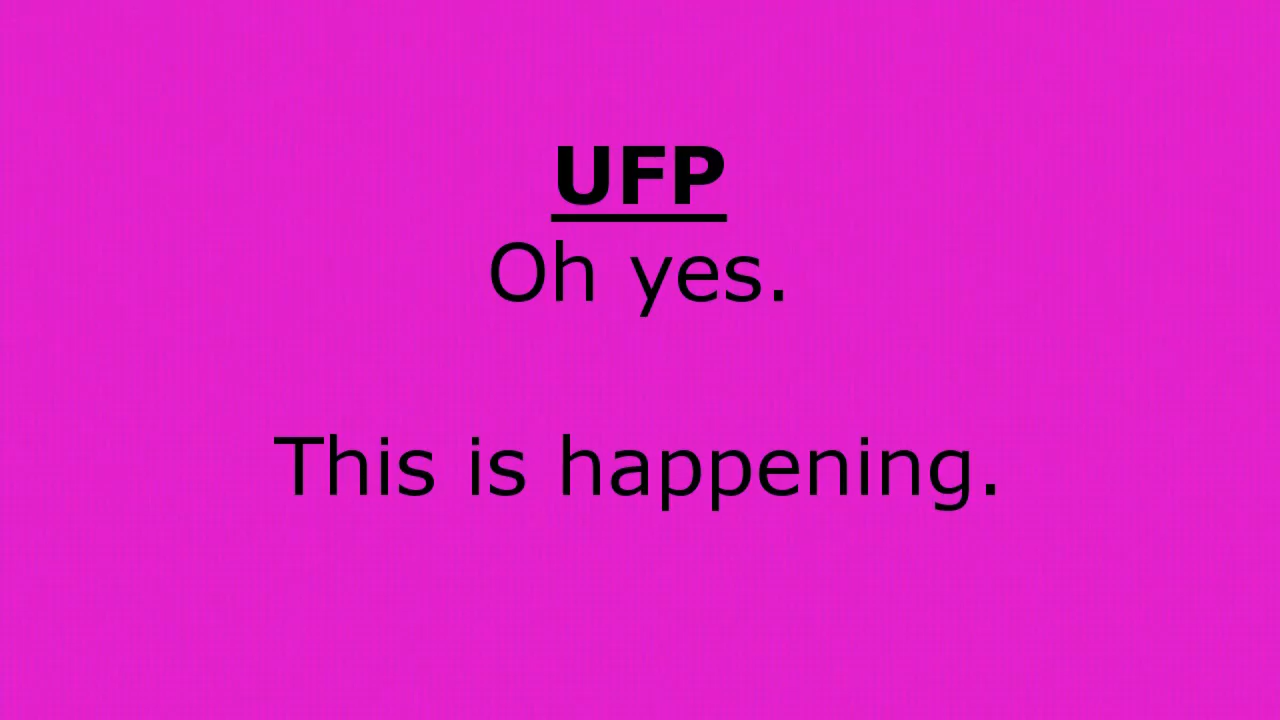 UFP
Oh yes.
This is happening.